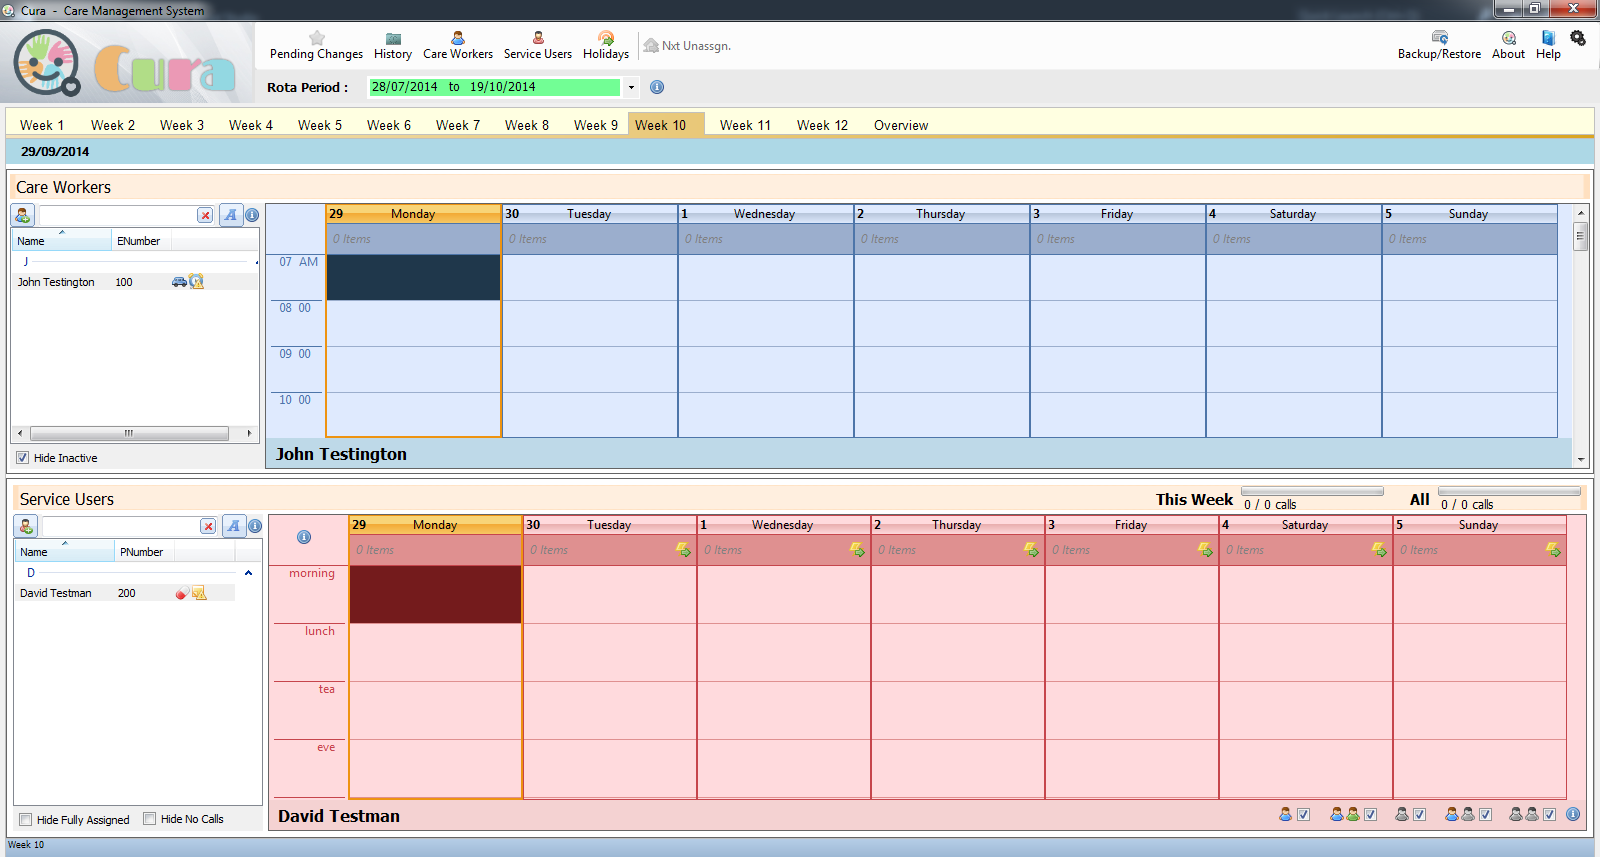 Cura - Care Management System
Cura
Pending Changes History Care Workers Service Users Holidays Nxt Unassgn. Backup/Restore About Help
Rota Period : 28/07/2014 to 19/10/2014
Week 1 Week 2 Week 3 Week 4 Week 5 Week 6 Week 7 Week 8 Week 9 Week 10 Week 11 Week 12 Overview
29/09/2014
Care Workers
A
Name ENumber
J
John Testington 100
Hide Inactive
29 Monday 30 Tuesday 1 Wednesday 2 Thursday 3 Friday 4 Saturday 5 Sunday
0 Items 0 Items 0 Items 0 Items 0 Items 0 Items 0 Items
07 AM
08 00
09 00
10 00
John Testington
Service Users This Week 0 / 0 calls All 0 / 0 calls
A
Name PNumber
D
David Testman 200
Hide Fully Assigned Hide No Calls
29 Monday 30 Tuesday 1 Wednesday 2 Thursday 3 Friday 4 Saturday 5 Sunday
0 Items 0 Items 0 Items 0 Items 0 Items 0 Items 0 Items
morning
lunch
tea
eve
David Testman
Week 10